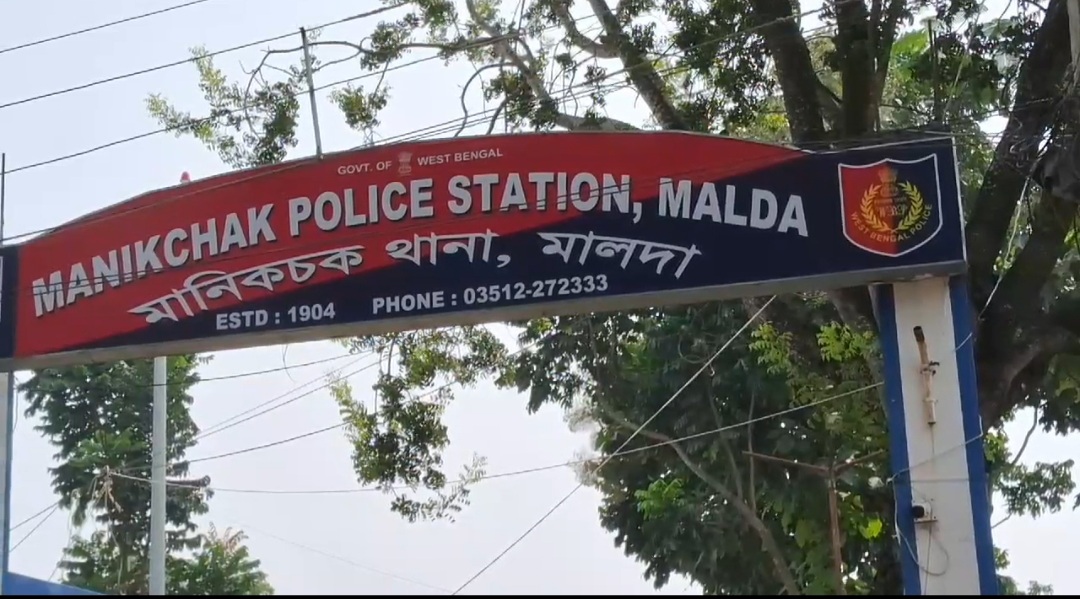 GOVT. OF WEST BENGAL
MANIKCHAK POLICE STATION, MALDA
মানিকচক থানা, মালদা
ESTD : 1904 PHONE : 03512-272333
WEST BENGAL POLICE